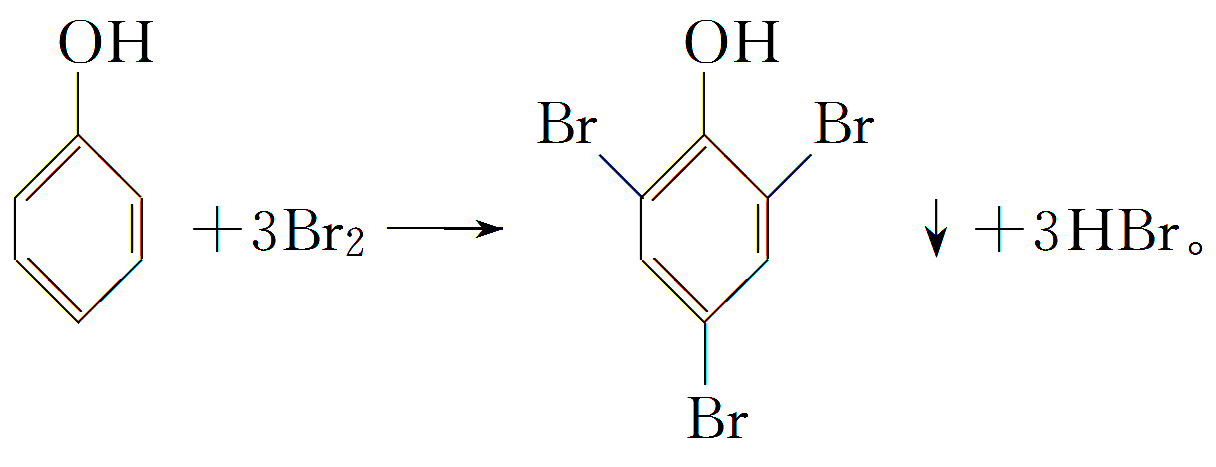 OH OH
Br Br
+3Br₂ ⟶ ↓ +3HBr。
Br